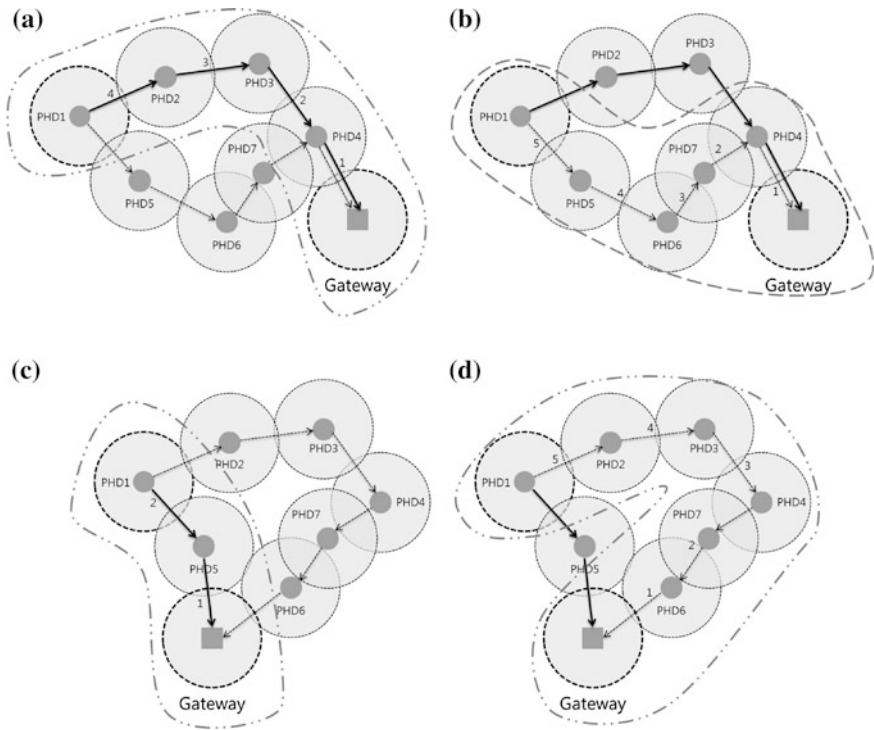 (a)
3
4
PHD1
PHD2
PHD3
2
PHD7
PHD4
1
PHD5
PHD6
Gateway
(b)
PHD2
PHD3
PHD1
5
PHD7
2
PHD4
PHD5
4
3
1
PHD6
Gateway
(c)
PHD1
2
PHD2
PHD3
PHD7
PHD4
PHD5
1
PHD6
Gateway
(d)
4
5
PHD1
PHD2
PHD3
3
PHD7
PHD4
2
PHD5
1
PHD6
Gateway